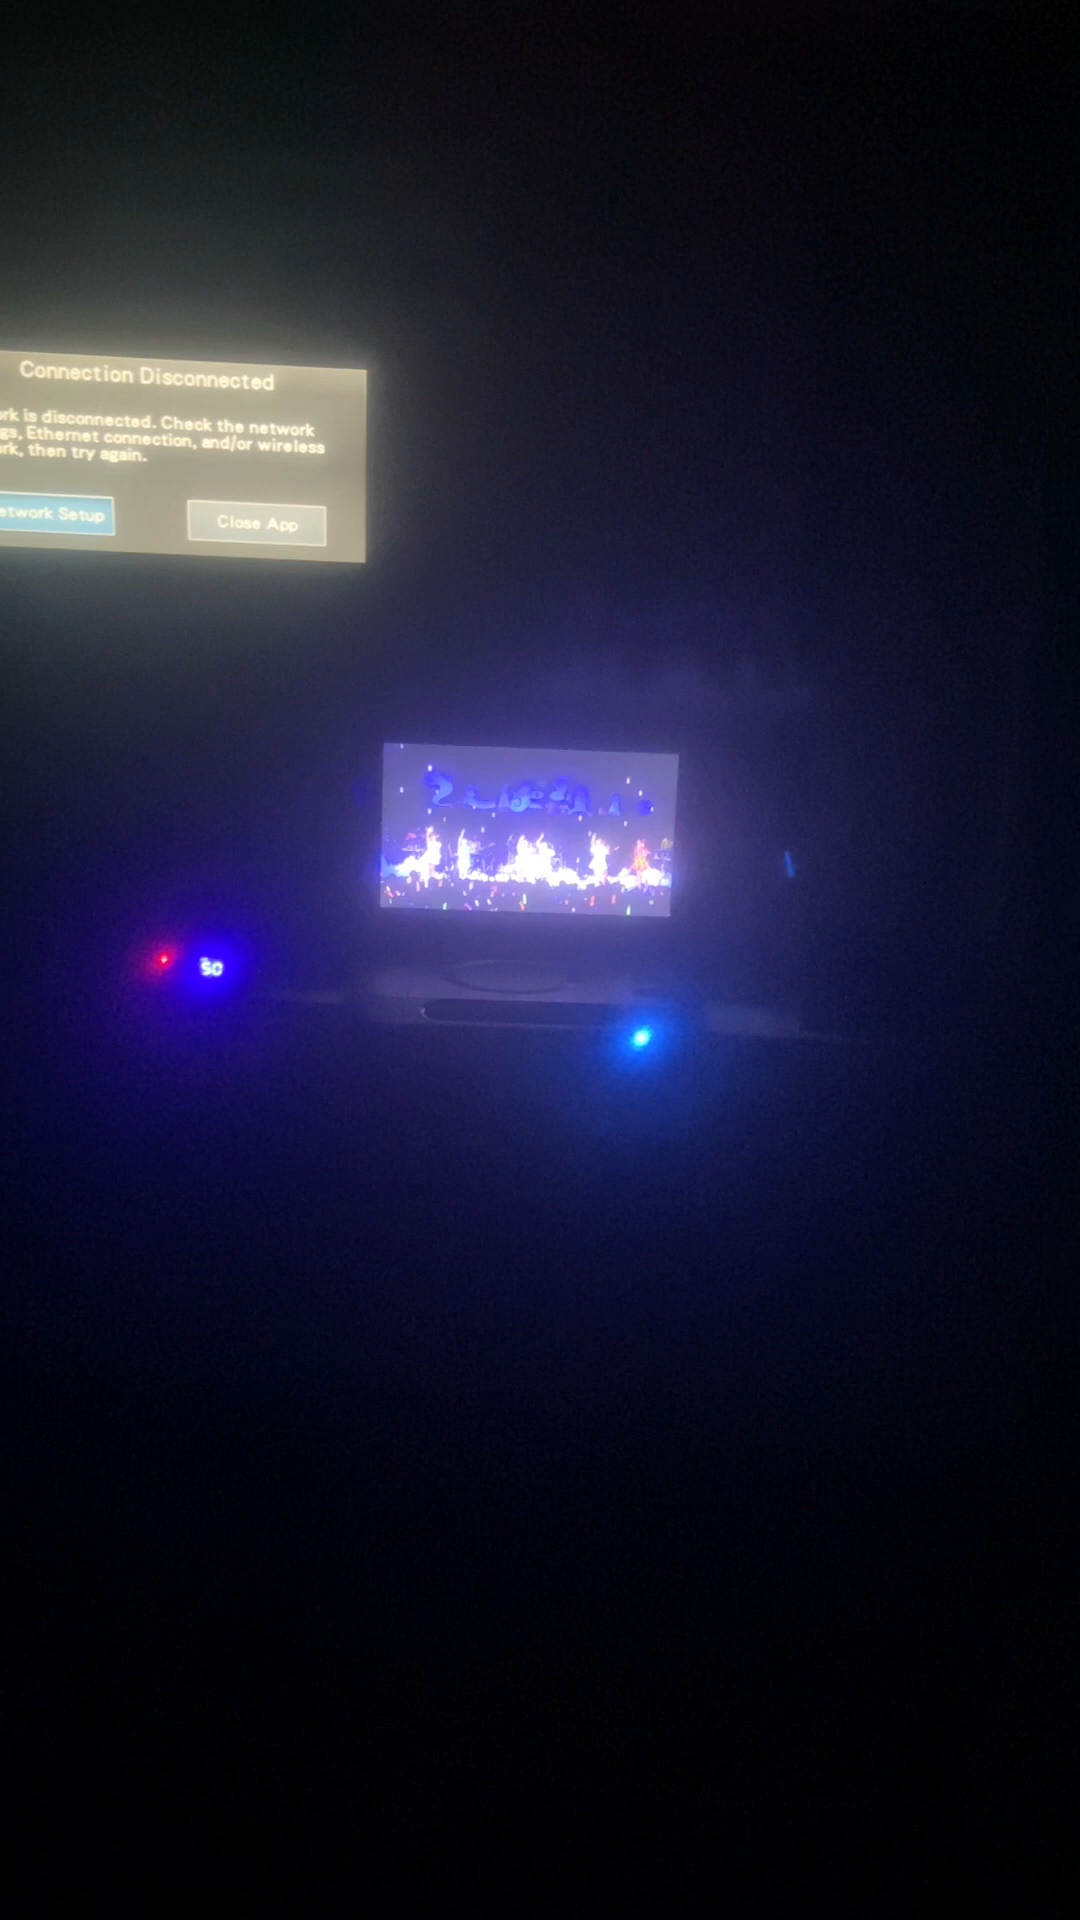 Connection Disconnected
rk is disconnected. Check the network
gs, Ethernet connection, and/or wireless
rk, then try again.
etwork Setup
Close App
50